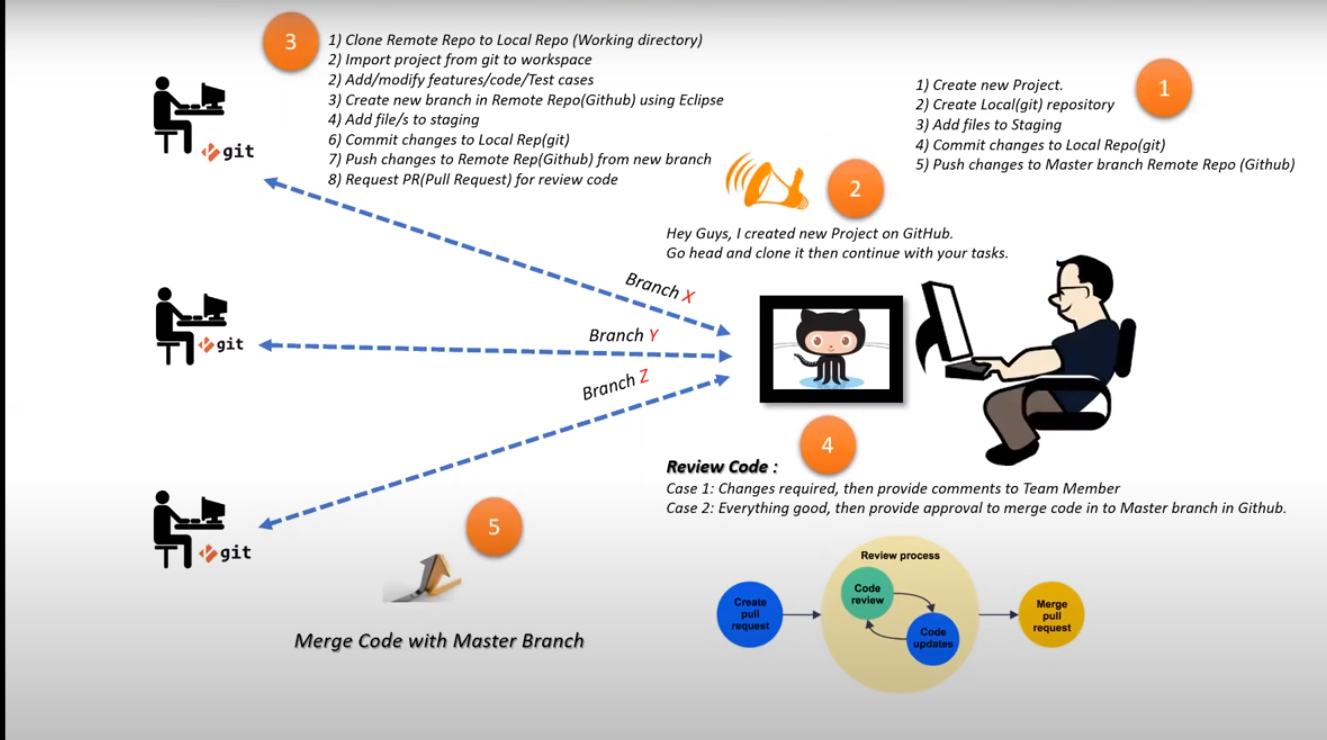 3
1) Clone Remote Repo to Local Repo (Working directory)
2) Import project from git to workspace
2) Add/modify features/code/Test cases
3) Create new branch in Remote Repo(Github) using Eclipse
4) Add file/s to staging
6) Commit changes to Local Rep(git)
7) Push changes to Remote Rep(Github) from new branch
8) Request PR(Pull Request) for review code
1
1) Create new Project.
2) Create Local(git) repository
3) Add files to Staging
4) Commit changes to Local Repo(git)
5) Push changes to Master branch Remote Repo (Github)
git
2
Hey Guys, I created new Project on GitHub.
Go head and clone it then continue with your tasks.
Branch X
Branch Y
Branch Z
git
git
4
Review Code :
Case 1: Changes required, then provide comments to Team Member
Case 2: Everything good, then provide approval to merge code in to Master branch in Github.
5
Merge Code with Master Branch
Review process
Create
pull
request
Code
review
Code
updates
Merge
pull
request